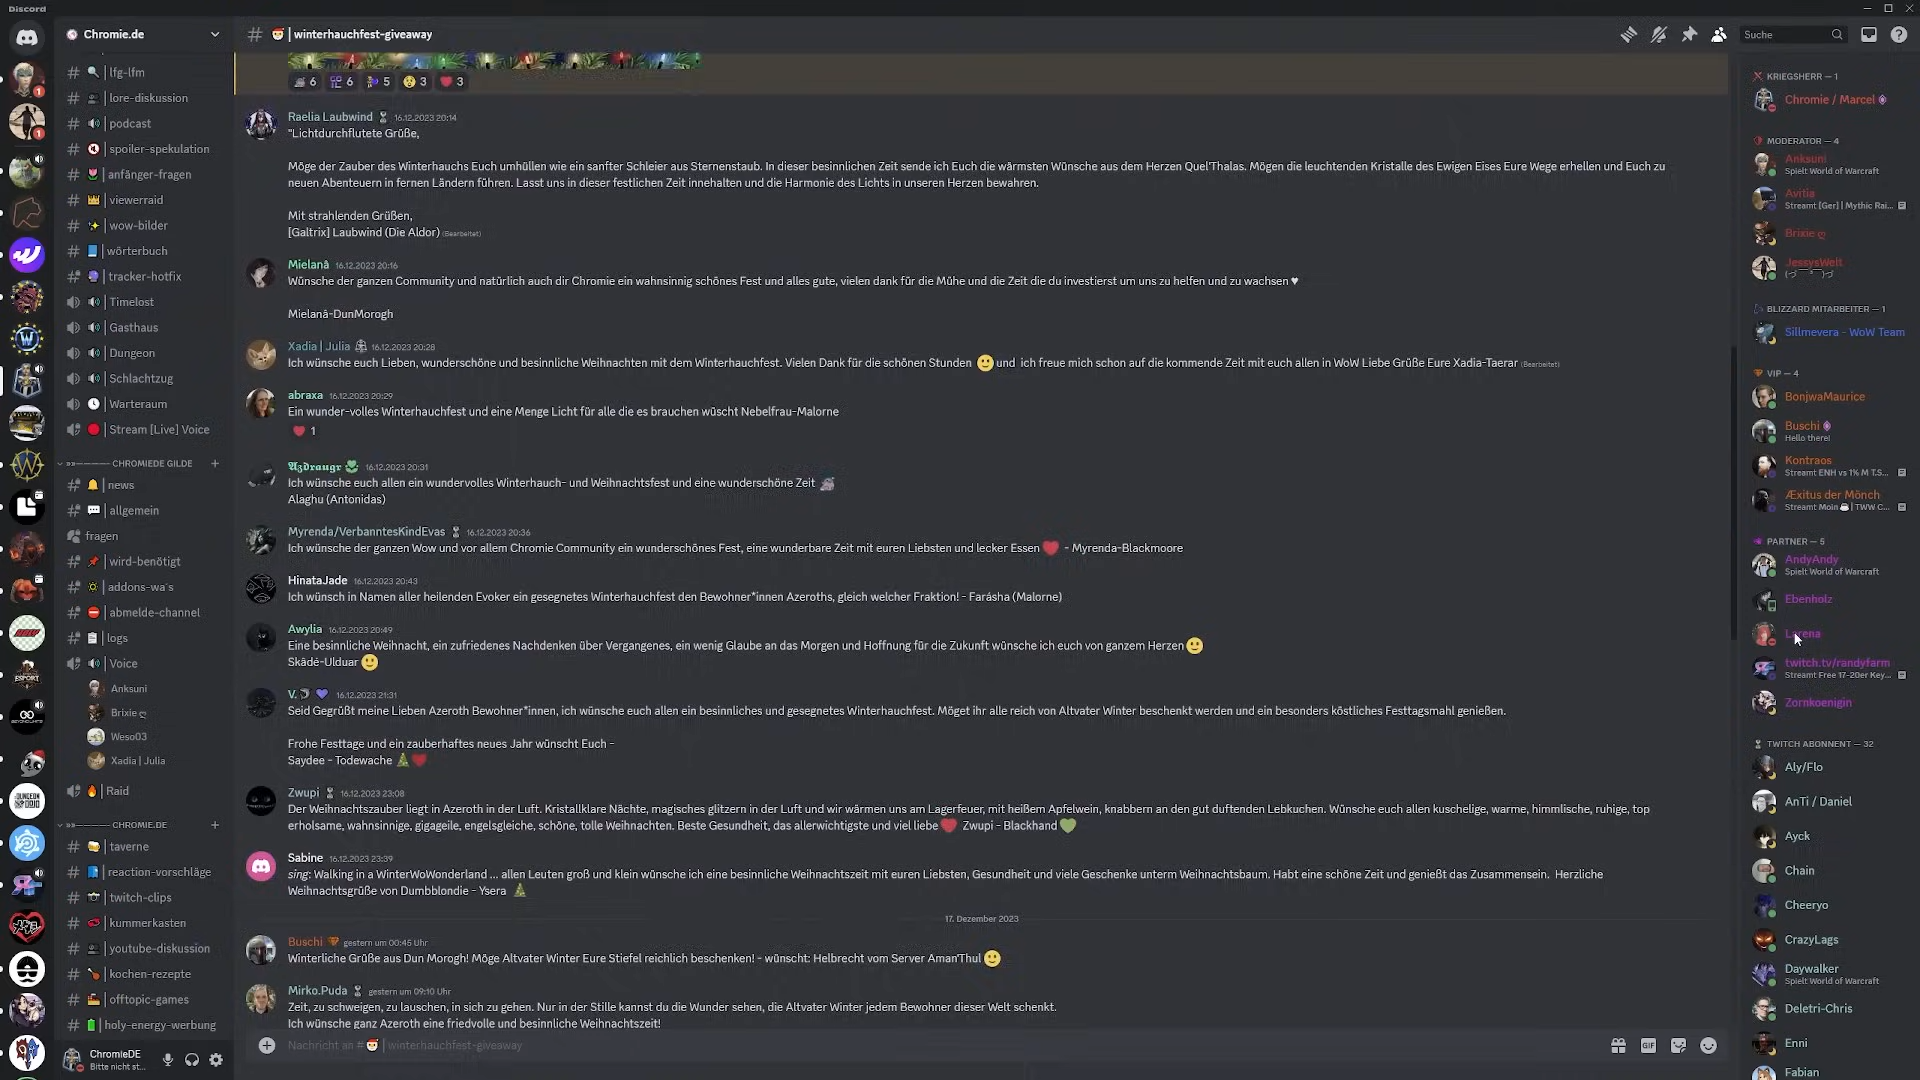 Discord
Chromie.de
# | winterhauchfest-giveaway
Suche
| lfg-lfm
| lore-diskussion
| podcast
| spoiler-spekulation
| anfänger-fragen
| viewerraid
| wow-bilder
| wörterbuch
| tracker-hotfix
| Timelost
| Gasthaus
| Dungeon
| Schlachtzug
| Warteraum
| Stream [Live] Voice
CHROMIEDE GILDE
| news
| allgemein
fragen
| wird-benötigt
| addons-wa's
| abmelde-channel
| logs
| Voice
Anksuni
Brixie ღ
Weso03
Xadia | Julia
| Raid
CHROMIE.DE
| taverne
| reaction-vorschläge
| twitch-clips
| kummerkasten
| youtube-diskussion
| kochen-rezepte
| offtopic-games
| holy-energy-werbung
ChromieDE
Bitte nicht st...
6 6 5 3 3
Raelia Laubwind 16.12.2023 20:14
"Lichtdurchflutete Grüße,
Möge der Zauber des Winterhauchs Euch umhüllen wie ein sanfter Schleier aus Sternenstaub. In dieser besinnlichen Zeit sende ich Euch die wärmsten Wünsche aus dem Herzen Quel'Thalas. Mögen die leuchtenden Kristalle des Ewigen Eises Eure Wege erhellen und Euch zu
neuen Abenteuern in fernen Ländern führen. Lasst uns in dieser festlichen Zeit innehalten und die Harmonie des Lichts in unseren Herzen bewahren.
Mit strahlenden Grüßen,
[Galtrix] Laubwind (Die Aldor) (Bearbeitet)
Mielanâ 16.12.2023 20:16
Wünsche der ganzen Community und natürlich auch dir Chromie ein wahnsinnig schönes Fest und alles gute, vielen dank für die Mühe und die Zeit die du investierst um uns zu helfen und zu wachsen ♥
Mielanâ-DunMorogh
Xadia | Julia 16.12.2023 20:28
Ich wünsche euch Lieben, wunderschöne und besinnliche Weihnachten mit dem Winterhauchfest. Vielen Dank für die schönen Stunden 🙂 und ich freue mich schon auf die kommende Zeit mit euch allen in WoW Liebe Grüße Eure Xadia-Taerar (Bearbeitet)
abraxa 16.12.2023 20:29
Ein wunder-volles Winterhauchfest und eine Menge Licht für alle die es brauchen wüscht Nebelfrau-Malorne
❤️ 1
𝕬𝖟𝖉𝖗𝖆𝖚𝖌𝖗 16.12.2023 20:31
Ich wünsche euch allen ein wundervolles Winterhauch- und Weihnachtsfest und eine wunderschöne Zeit
Alaghu (Antonidas)
Myrenda/VerbanntesKindEvas 16.12.2023 20:36
Ich wünsche der ganzen Wow und vor allem Chromie Community ein wunderschönes Fest, eine wunderbare Zeit mit euren Liebsten und lecker Essen ❤️ - Myrenda-Blackmoore
HinataJade 16.12.2023 20:43
Ich wünsch in Namen aller heilenden Evoker ein gesegnetes Winterhauchfest den Bewohner*innen Azeroths, gleich welcher Fraktion! - Farásha (Malorne)
Awylia 16.12.2023 20:49
Eine besinnliche Weihnacht, ein zufriedenes Nachdenken über Vergangenes, ein wenig Glaube an das Morgen und Hoffnung für die Zukunft wünsche ich euch von ganzem Herzen 🙂
Skâdé-Ulduar 🙂
V. 16.12.2023 21:31
Seid Gegrüßt meine Lieben Azeroth Bewohner*innen, ich wünsche euch allen ein besinnliches und gesegnetes Winterhauchfest. Möget ihr alle reich von Altvater Winter beschenkt werden und ein besonders köstliches Festtagsmahl genießen.
Frohe Festtage und ein zauberhaftes neues Jahr wünscht Euch -
Saydee - Todewache 🎄❤️
Zwupi 16.12.2023 23:08
Der Weihnachtszauber liegt in Azeroth in der Luft. Kristallklare Nächte, magisches glitzern in der Luft und wir wärmen uns am Lagerfeuer, mit heißem Apfelwein, knabbern an den gut duftenden Lebkuchen. Wünsche euch allen kuschelige, warme, himmlische, ruhige, top
erholsame, wahnsinnige, gigageile, engelsgleiche, schöne, tolle Weihnachten. Beste Gesundheit, das allerwichtigste und viel liebe ❤️ Zwupi - Blackhand 💚
Sabine 16.12.2023 23:39
sing: Walking in a WinterWoWonderland ... allen Leuten groß und klein wünsche ich eine besinnliche Weihnachtszeit mit euren Liebsten, Gesundheit und viele Geschenke unterm Weihnachtsbaum. Habt eine schöne Zeit und genießt das Zusammensein. Herzliche
Weihnachtsgrüße von Dumbblondie - Ysera 🎄
17. Dezember 2023
Buschi gestern um 00:45 Uhr
Winterliche Grüße aus Dun Morogh! Möge Altvater Winter Eure Stiefel reichlich beschenken! - wünscht: Helbrecht vom Server Aman'Thul 🙂
Mirko.Puda gestern um 09:10 Uhr
Zeit, zu schweigen, zu lauschen, in sich zu gehen. Nur in der Stille kannst du die Wunder sehen, die Altvater Winter jedem Bewohner dieser Welt schenkt.
Ich wünsche ganz Azeroth eine friedvolle und besinnliche Weihnachtszeit!
Nachricht an # | winterhauchfest-giveaway
GIF
KRIEGSHERR — 1
Chromie / Marcel
MODERATOR — 4
Anksuni
Spielt World of Warcraft
Avitia
Streamt [Ger] | Mythic Rai...
Brixie ღ
JessysWelt
BLIZZARD MITARBEITER — 1
Sillmevera - WoW Team
VIP — 4
BonjwaMaurice
Buschi
Hello there!
Kontraos
Streamt ENH vs 1% M T.S...
Æxitus der Mönch
Streamt Moin | TWW C...
PARTNER — 5
AndyAndy
Spielt World of Warcraft
Ebenholz
Larena
twitch.tv/randyfarm
Streamt Free 17-20er Key...
Zornkoenigin
TWITCH ABONNENT — 32
Aly/Flo
AnTi / Daniel
Ayck
Chain
Cheeryo
CrazyLags
Daywalker
Spielt World of Warcraft
Deletri-Chris
Enni
Fabian